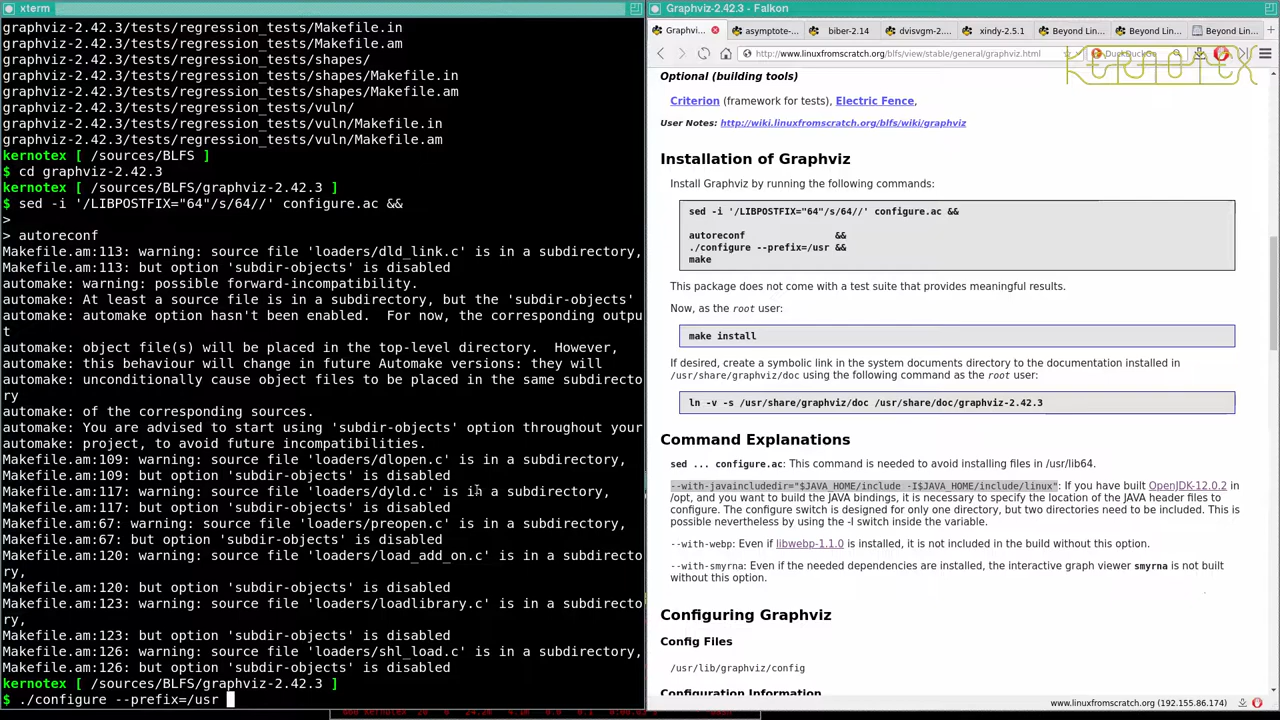 xterm
graphviz-2.42.3/tests/regression_tests/Makefile.in
graphviz-2.42.3/tests/regression_tests/Makefile.am
graphviz-2.42.3/tests/regression_tests/shapes/
graphviz-2.42.3/tests/regression_tests/shapes/Makefile.in
graphviz-2.42.3/tests/regression_tests/shapes/Makefile.am
graphviz-2.42.3/tests/regression_tests/vuln/
graphviz-2.42.3/tests/regression_tests/vuln/Makefile.in
graphviz-2.42.3/tests/regression_tests/vuln/Makefile.am
kernotex [ /sources/BLFS ]
$ cd graphviz-2.42.3
kernotex [ /sources/BLFS/graphviz-2.42.3 ]
$ sed -i '/LIBPOSTFIX="64"/s/64//' configure.ac &&
>
> autoreconf
Makefile.am:113: warning: source file 'loaders/dld_link.c' is in a subdirectory,
Makefile.am:113: but option 'subdir-objects' is disabled
automake: warning: possible forward-incompatibility.
automake: At least a source file is in a subdirectory, but the 'subdir-objects'
automake: automake option hasn't been enabled.  For now, the corresponding outpu
t
automake: object file(s) will be placed in the top-level directory.  However,
automake: this behaviour will change in future Automake versions: they will
automake: unconditionally cause object files to be placed in the same subdirecto
ry
automake: of the corresponding sources.
automake: You are advised to start using 'subdir-objects' option throughout your
automake: project, to avoid future incompatibilities.
Makefile.am:109: warning: source file 'loaders/dlopen.c' is in a subdirectory,
Makefile.am:109: but option 'subdir-objects' is disabled
Makefile.am:117: warning: source file 'loaders/dyld.c' is in a subdirectory,
Makefile.am:117: but option 'subdir-objects' is disabled
Makefile.am:67: warning: source file 'loaders/preopen.c' is in a subdirectory,
Makefile.am:67: but option 'subdir-objects' is disabled
Makefile.am:120: warning: source file 'loaders/load_add_on.c' is in a subdirecto
ry,
Makefile.am:120: but option 'subdir-objects' is disabled
Makefile.am:123: warning: source file 'loaders/loadlibrary.c' is in a subdirecto
ry,
Makefile.am:123: but option 'subdir-objects' is disabled
Makefile.am:126: warning: source file 'loaders/shl_load.c' is in a subdirectory,
Makefile.am:126: but option 'subdir-objects' is disabled
kernotex [ /sources/BLFS/graphviz-2.42.3 ]
$ ./configure --prefix=/usr
Graphviz-2.42.3 - Falkon
Graphvi... asymptote-... biber-2.14 dvisvgm-2.... xindy-2.5.1 Beyond Lin... Beyond Lin... Beyond Lin...
http://www.linuxfromscratch.org/blfs/view/stable/general/graphviz.html DuckDuckGo
KERNOTEX
Optional (building tools)
Criterion (framework for tests), Electric Fence,
User Notes: http://wiki.linuxfromscratch.org/blfs/wiki/graphviz
Installation of Graphviz
Install Graphviz by running the following commands:
sed -i '/LIBPOSTFIX="64"/s/64//' configure.ac &&
autoreconf &&
./configure --prefix=/usr &&
make
This package does not come with a test suite that provides meaningful results.
Now, as the root user:
make install
If desired, create a symbolic link in the system documents directory to the documentation installed in
/usr/share/graphviz/doc using the following command as the root user:
ln -v -s /usr/share/graphviz/doc /usr/share/doc/graphviz-2.42.3
Command Explanations
sed ... configure.ac: This command is needed to avoid installing files in /usr/lib64.
--with-javaincludedir="$JAVA_HOME/include -I$JAVA_HOME/include/linux": If you have built OpenJDK-12.0.2 in
/opt, and you want to build the JAVA bindings, it is necessary to specify the location of the JAVA header files to
configure. The configure switch is designed for only one directory, but two directories need to be included. This is
possible nevertheless by using the -I switch inside the variable.
--with-webp: Even if libwebp-1.1.0 is installed, it is not included in the build without this option.
--with-smyrna: Even if the needed dependencies are installed, the interactive graph viewer smyrna is not built
without this option.
Configuring Graphviz
Config Files
/usr/lib/graphviz/config
Configuration Information
www.linuxfromscratch.org (192.155.86.174)